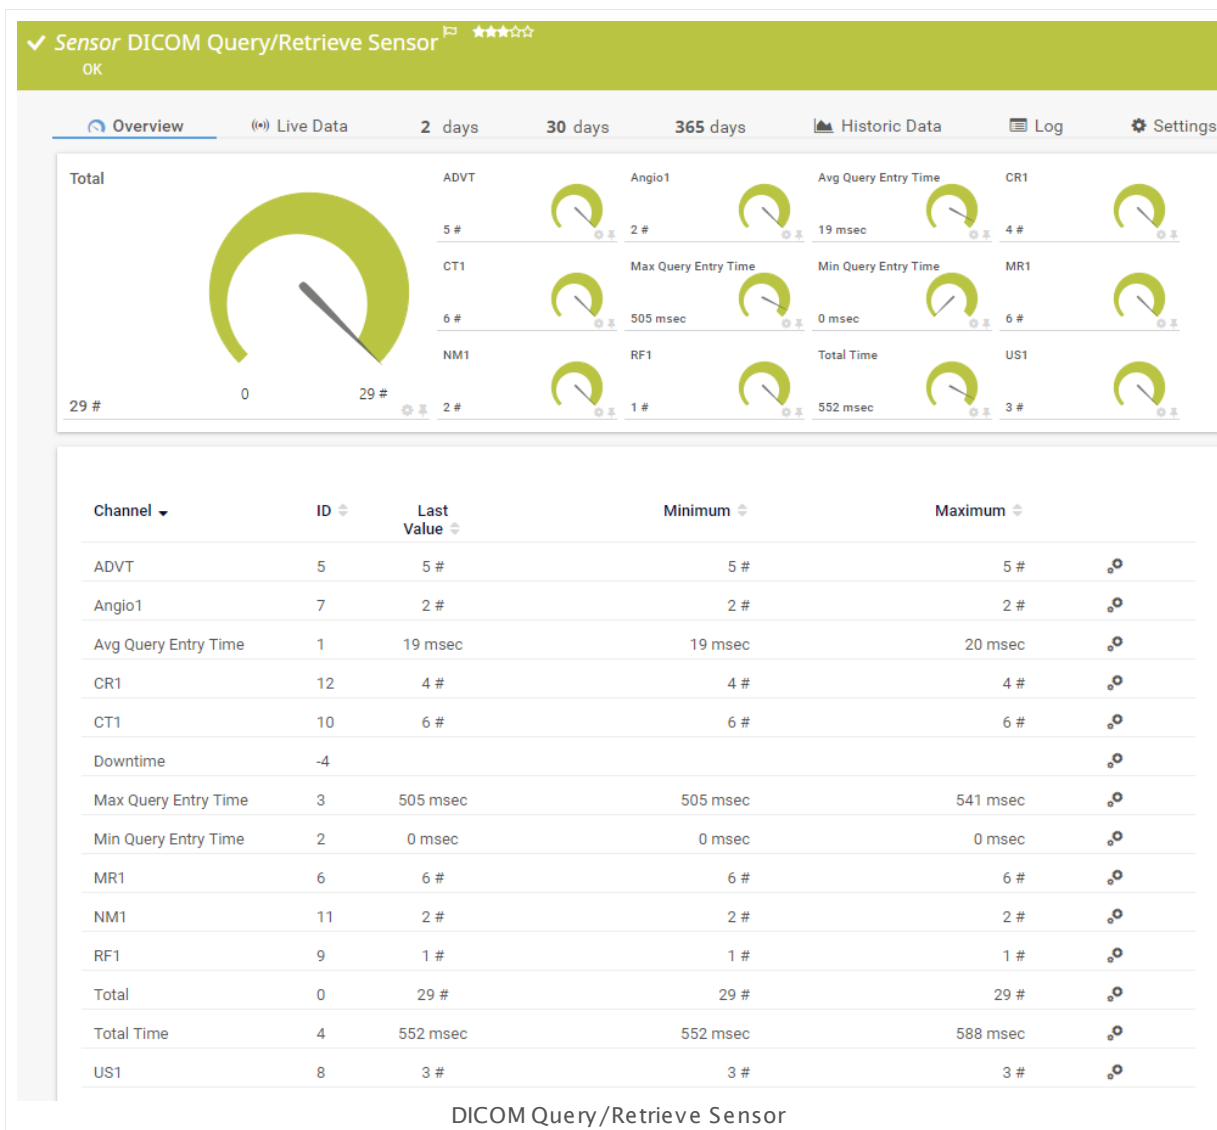 Sensor DICOM Query/Retrieve Sensor
OK
Overview Live Data 2 days 30 days 365 days Historic Data Log Settings
Total
29 #
0
29 #
ADVT
5 #
Angio1
2 #
Avg Query Entry Time
19 msec
CR1
4 #
CT1
6 #
Max Query Entry Time
505 msec
Min Query Entry Time
0 msec
MR1
6 #
NM1
2 #
RF1
1 #
Total Time
552 msec
US1
3 #
Channel ID Last Value Minimum Maximum
ADVT 5 5 # 5 # 5 #
Angio1 7 2 # 2 # 2 #
Avg Query Entry Time 1 19 msec 19 msec 20 msec
CR1 12 4 # 4 # 4 #
CT1 10 6 # 6 # 6 #
Downtime -4
Max Query Entry Time 3 505 msec 505 msec 541 msec
Min Query Entry Time 2 0 msec 0 msec 0 msec
MR1 6 6 # 6 # 6 #
NM1 11 2 # 2 # 2 #
RF1 9 1 # 1 # 1 #
Total 0 29 # 29 # 29 #
Total Time 4 552 msec 552 msec 588 msec
US1 8 3 # 3 # 3 #
DICOM Query/Retrieve Sensor